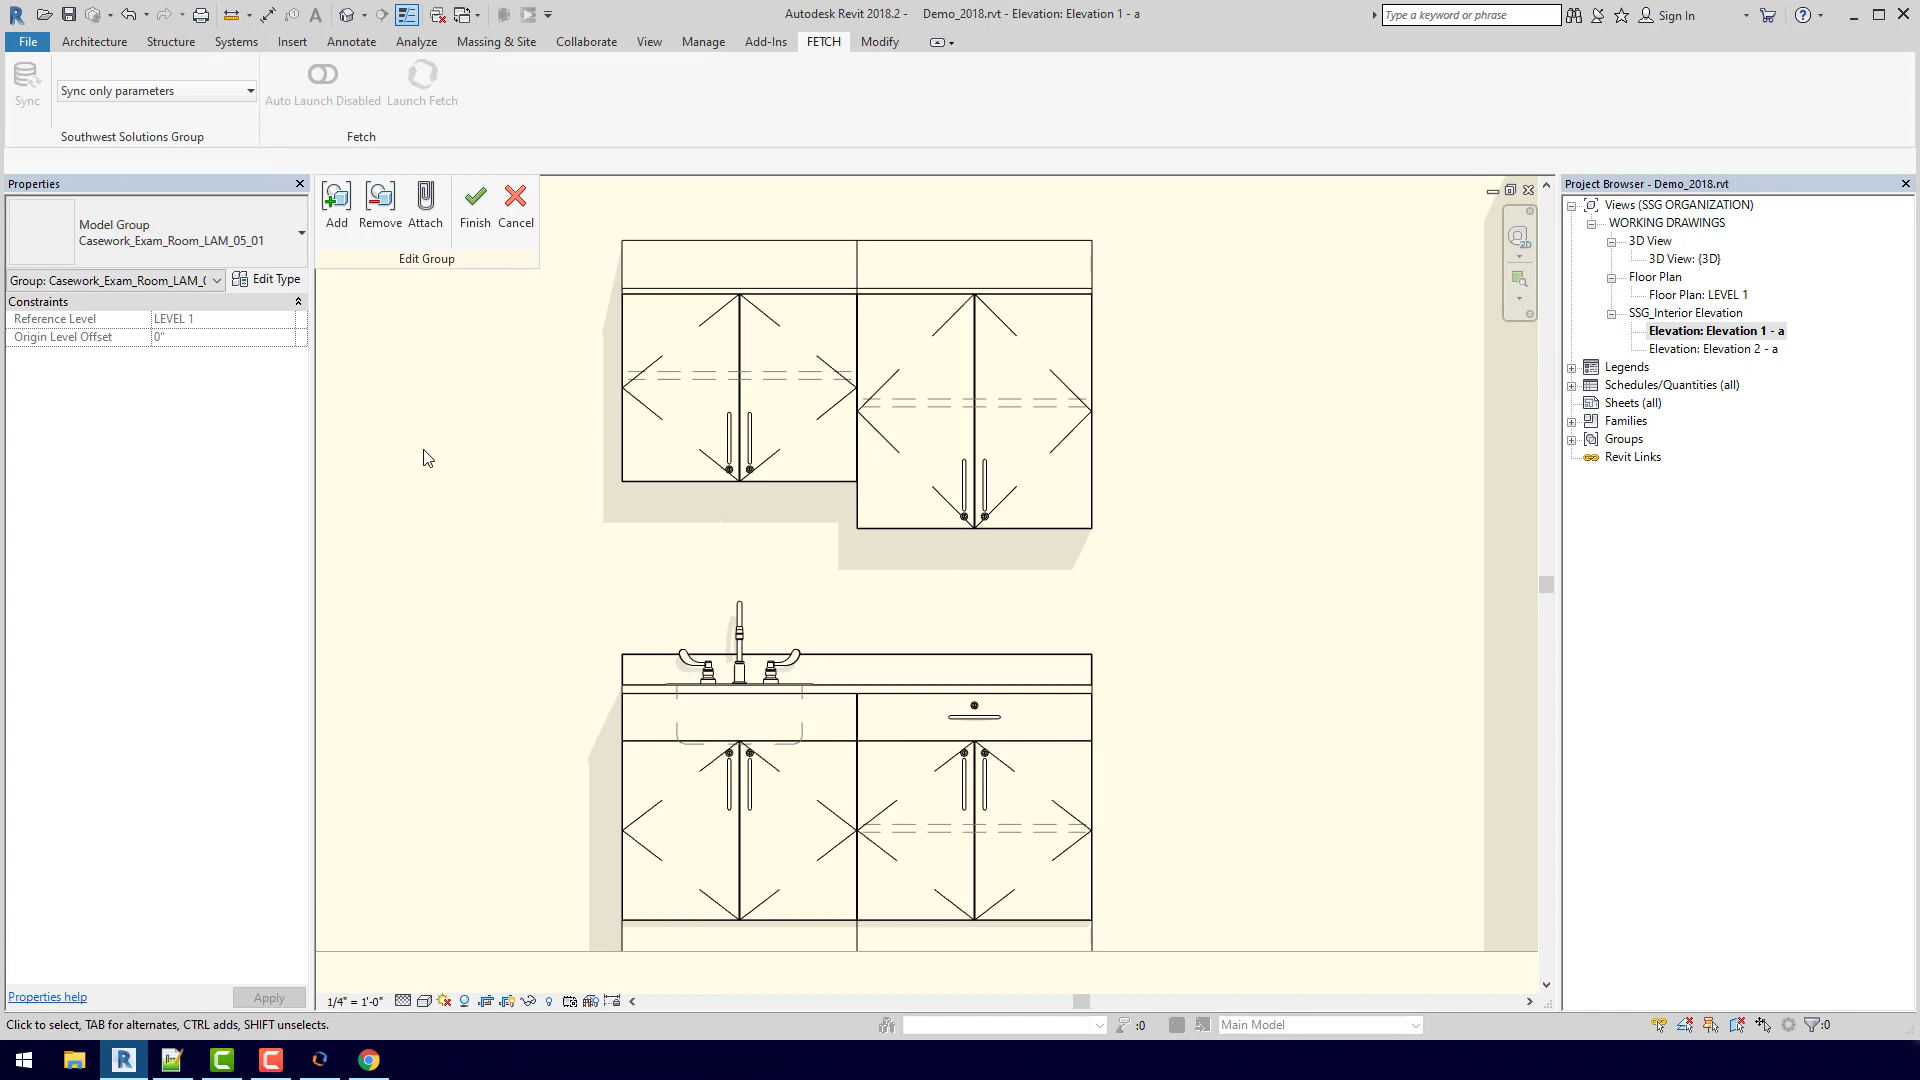 Autodesk Revit 2018.2 - Demo_2018.rvt - Elevation: Elevation 1 - a
Type a keyword or phrase
Sign In
File Architecture Structure Systems Insert Annotate Analyze Massing & Site Collaborate View Manage Add-Ins FETCH Modify
Sync only parameters
Sync Auto Launch Disabled Launch Fetch
Southwest Solutions Group Fetch
Properties
Model Group
Casework_Exam_Room_LAM_05_01
Group: Casework_Exam_Room_LAM_( Edit Type
Constraints
Reference Level LEVEL 1
Origin Level Offset 0"
Properties help Apply
Add Remove Attach Finish Cancel
Edit Group
2D
Project Browser - Demo_2018.rvt
Views (SSG ORGANIZATION)
WORKING DRAWINGS
3D View
3D View: {3D}
Floor Plan
Floor Plan: LEVEL 1
SSG_Interior Elevation
Elevation: Elevation 1 - a
Elevation: Elevation 2 - a
Legends
Schedules/Quantities (all)
Sheets (all)
Families
Groups
Revit Links
1/4" = 1'-0"
Click to select, TAB for alternates, CTRL adds, SHIFT unselects. :0 Main Model :0